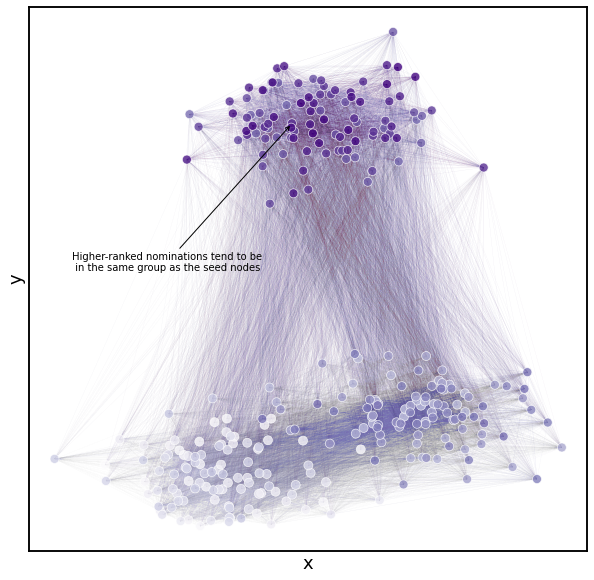 Higher-ranked nominations tend to be
in the same group as the seed nodes
y
x